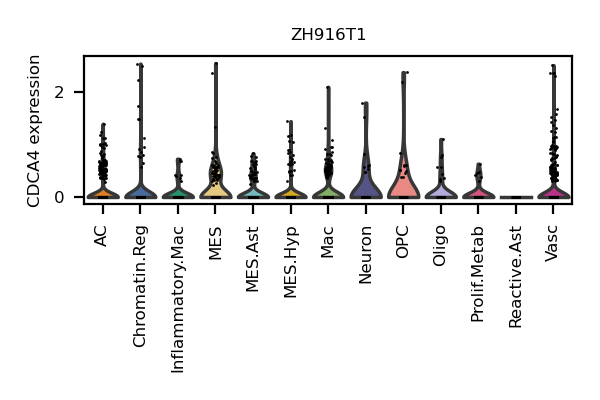 ZH916T1
CDCA4 expression
2
0
AC
Chromatin.Reg
Inflammatory.Mac
MES
MES.Ast
MES.Hyp
Mac
Neuron
OPC
Oligo
Prolif.Metab
Reactive.Ast
Vasc